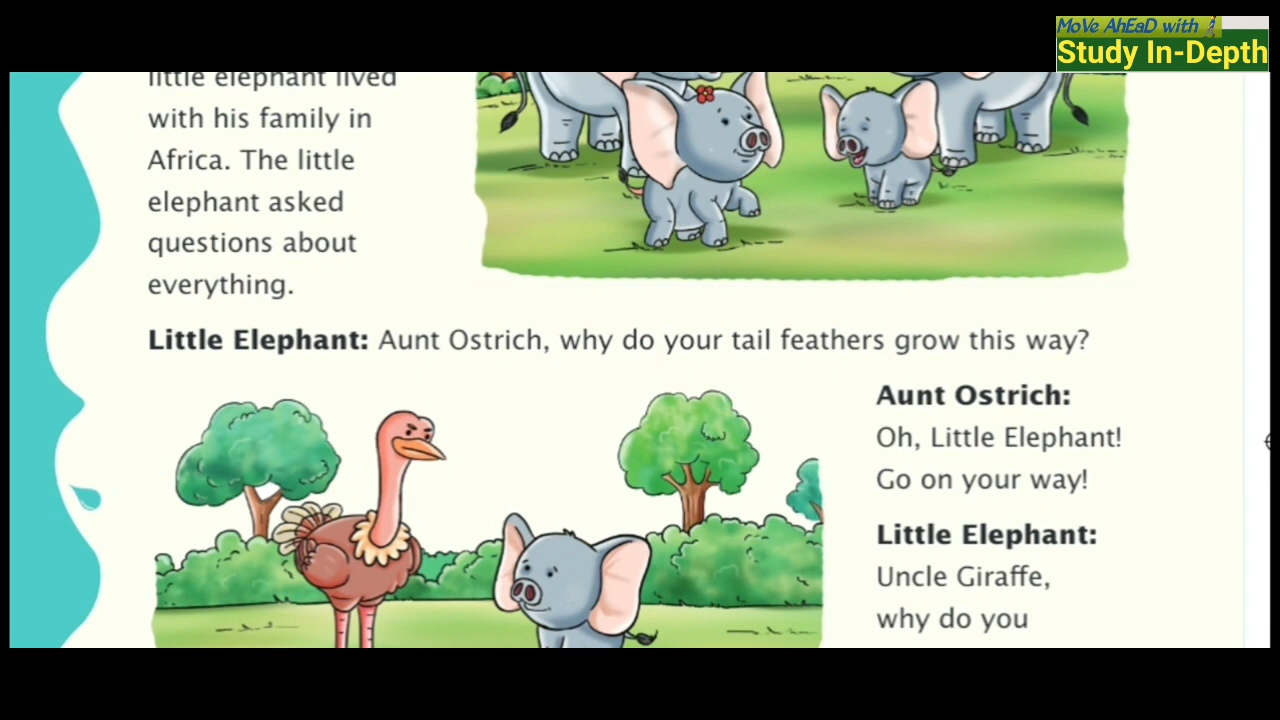 MoVe AhEaD with
Study In-Depth
little elephant lived
with his family in
Africa. The little
elephant asked
questions about
everything.
Little Elephant: Aunt Ostrich, why do your tail feathers grow this way?
Aunt Ostrich:
Oh, Little Elephant!
Go on your way!
Little Elephant:
Uncle Giraffe,
why do you